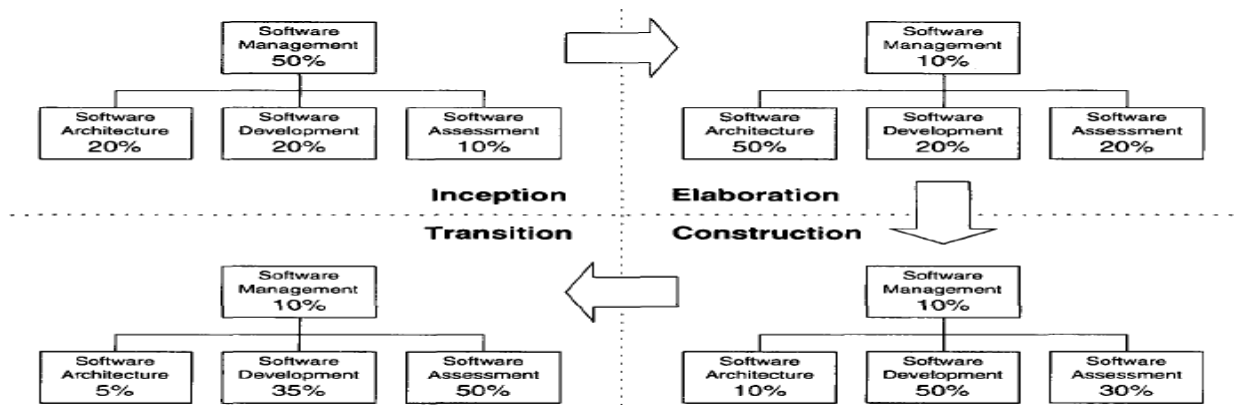 Software
Management
50%
Software
Architecture
20%
Software
Development
20%
Software
Assessment
10%
Inception
Software
Management
10%
Software
Architecture
50%
Software
Development
20%
Software
Assessment
20%
Elaboration
Transition
Software
Management
10%
Software
Architecture
5%
Software
Development
35%
Software
Assessment
50%
Construction
Software
Management
10%
Software
Architecture
10%
Software
Development
50%
Software
Assessment
30%